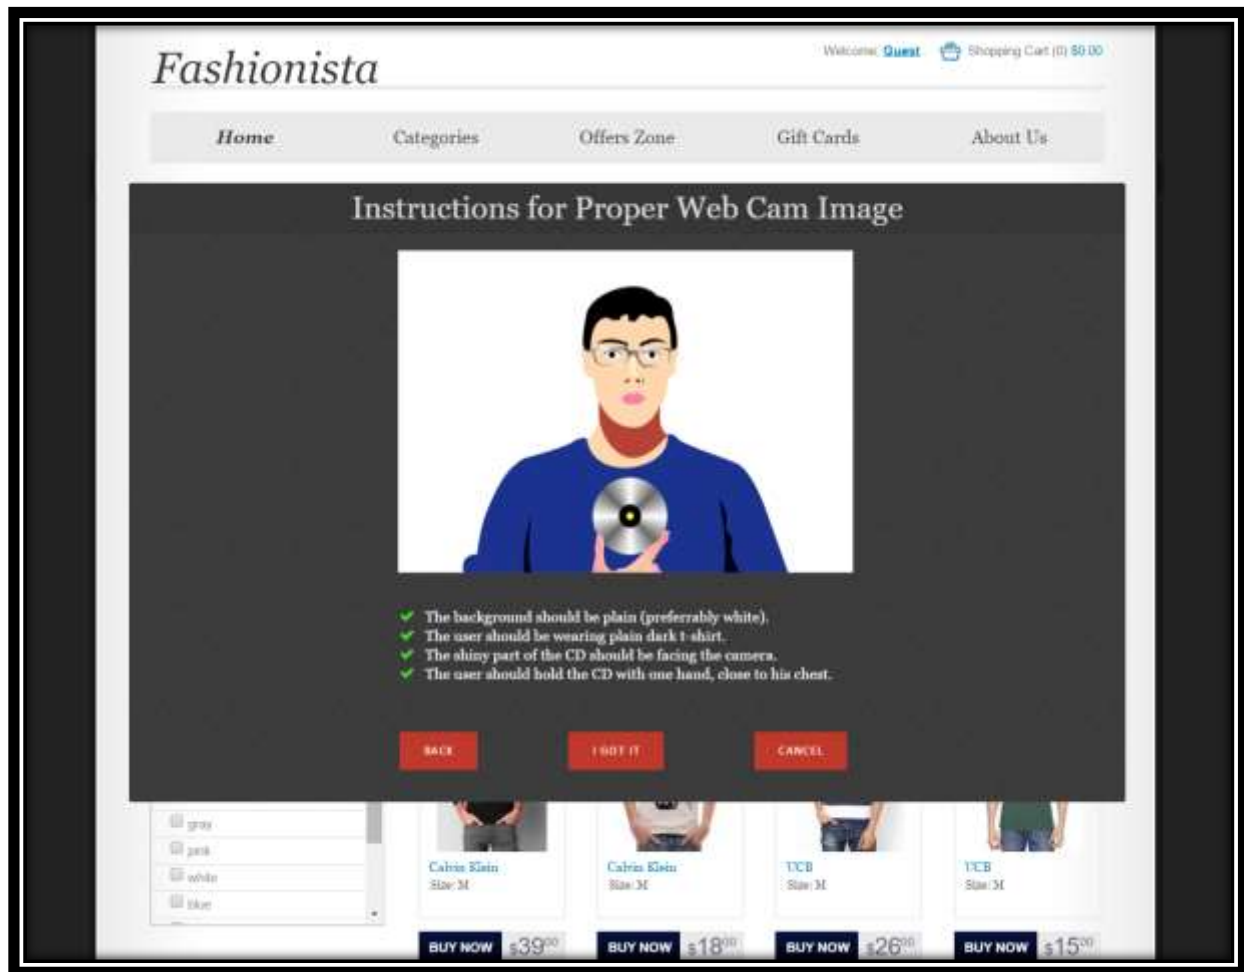 Fashionista
Welcome: Guest Shopping Cart (0) $0.00
Home Categories Offers Zone Gift Cards About Us
Instructions for Proper Web Cam Image
The background should be plain (preferrably white).
The user should be wearing plain dark t-shirt.
The shiny part of the CD should be facing the camera.
The user should hold the CD with one hand, close to his chest.
BACK I GOT IT CANCEL
gray
pink
white
blue
Calvin Klein Calvin Klein UCB UCB
Size: M Size: M Size: M Size: M
BUY NOW $3900 BUY NOW $1800 BUY NOW $2600 BUY NOW $1500